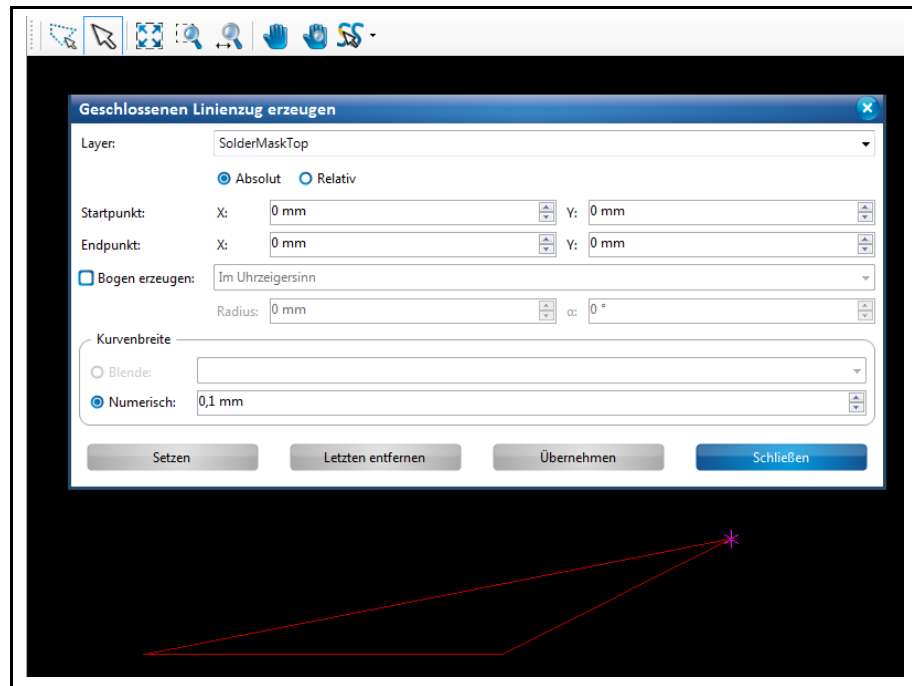 Geschlossenen Linienzug erzeugen
Layer: SolderMaskTop
Absolut Relativ
Startpunkt: X: 0 mm Y: 0 mm
Endpunkt: X: 0 mm Y: 0 mm
Bogen erzeugen: Im Uhrzeigersinn
Radius: 0 mm α: 0 °
Kurvenbreite
Blende:
Numerisch: 0,1 mm
Setzen Letzten entfernen Übernehmen Schließen